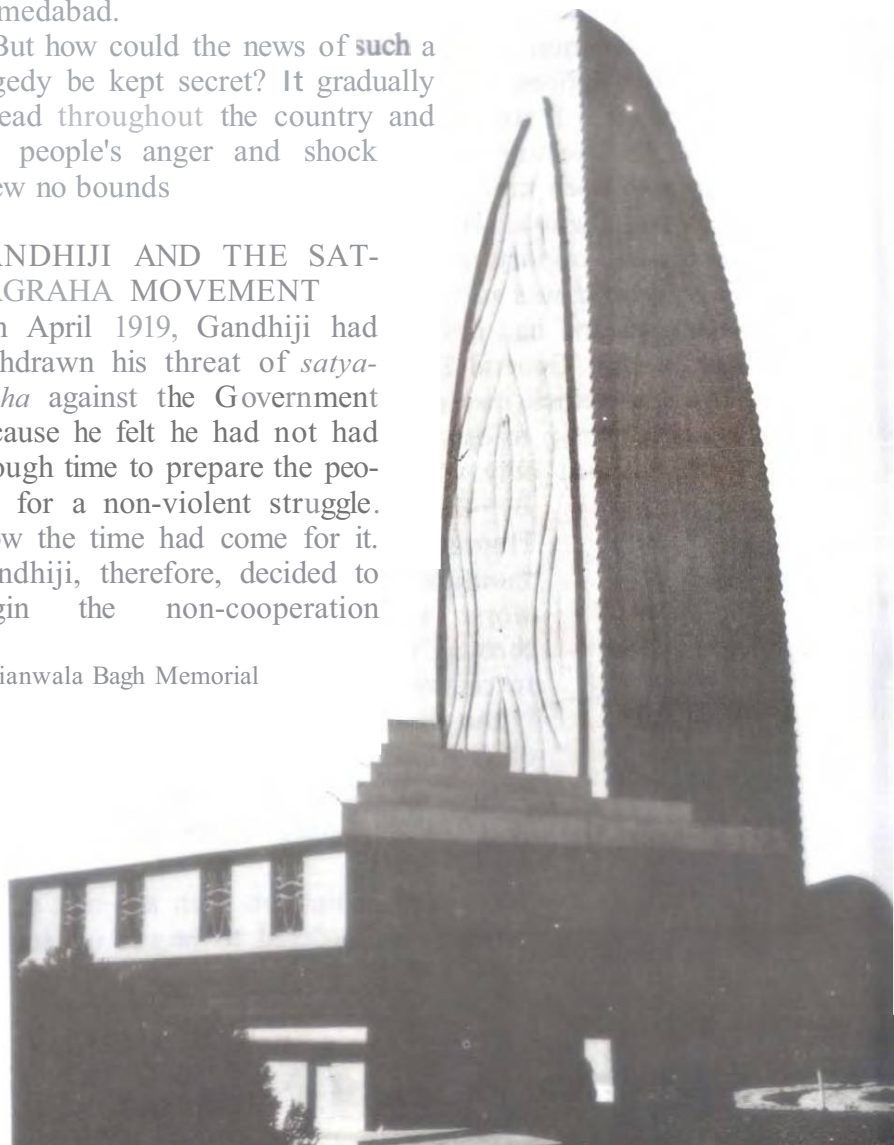 medabad.
But how could the news of such a
gedy be kept secret? It gradually
ead throughout the country and
people's anger and shock
ew no bounds
NDHIJI AND THE SAT-
AGRAHA MOVEMENT
n April 1919, Gandhiji had
thdrawn his threat of satya-
ha against the Government
cause he felt he had not had
ough time to prepare the peo-
for a non-violent struggle.
ow the time had come for it.
ndhiji, therefore, decided to
gin the non-cooperation
ianwala Bagh Memorial